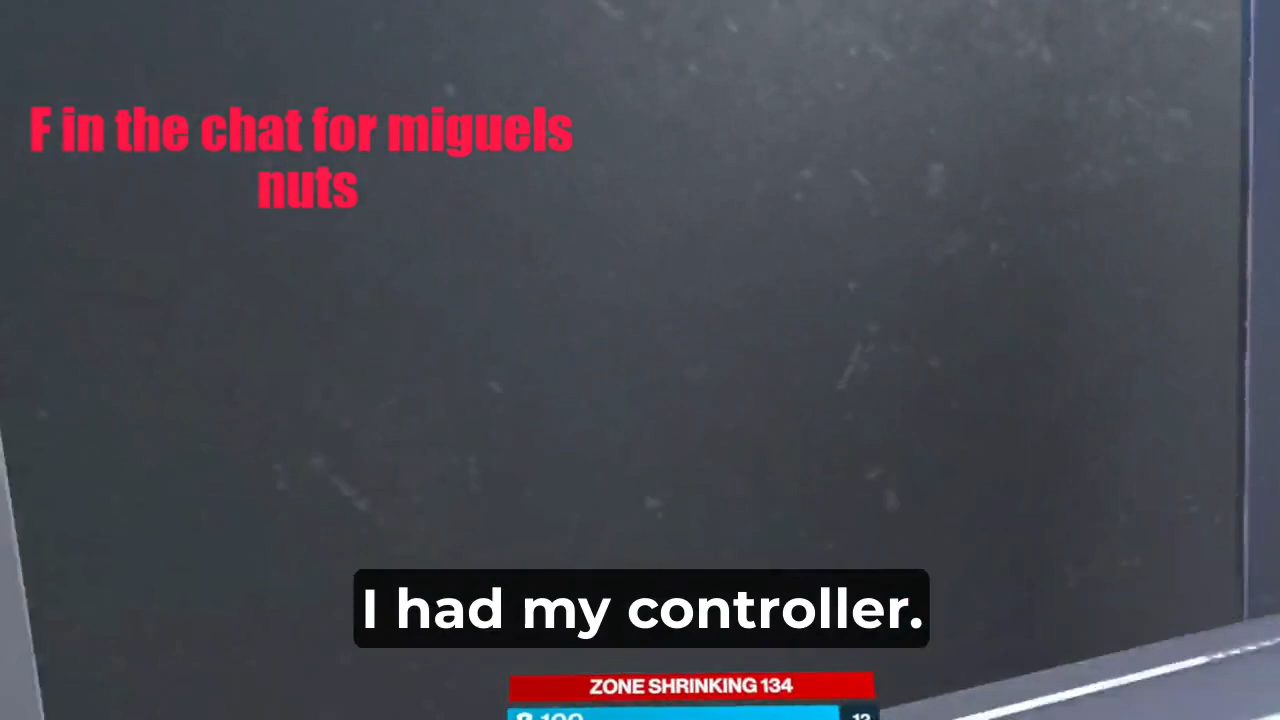 F in the chat for miguels
nuts
I had my controller.
ZONE SHRINKING 134